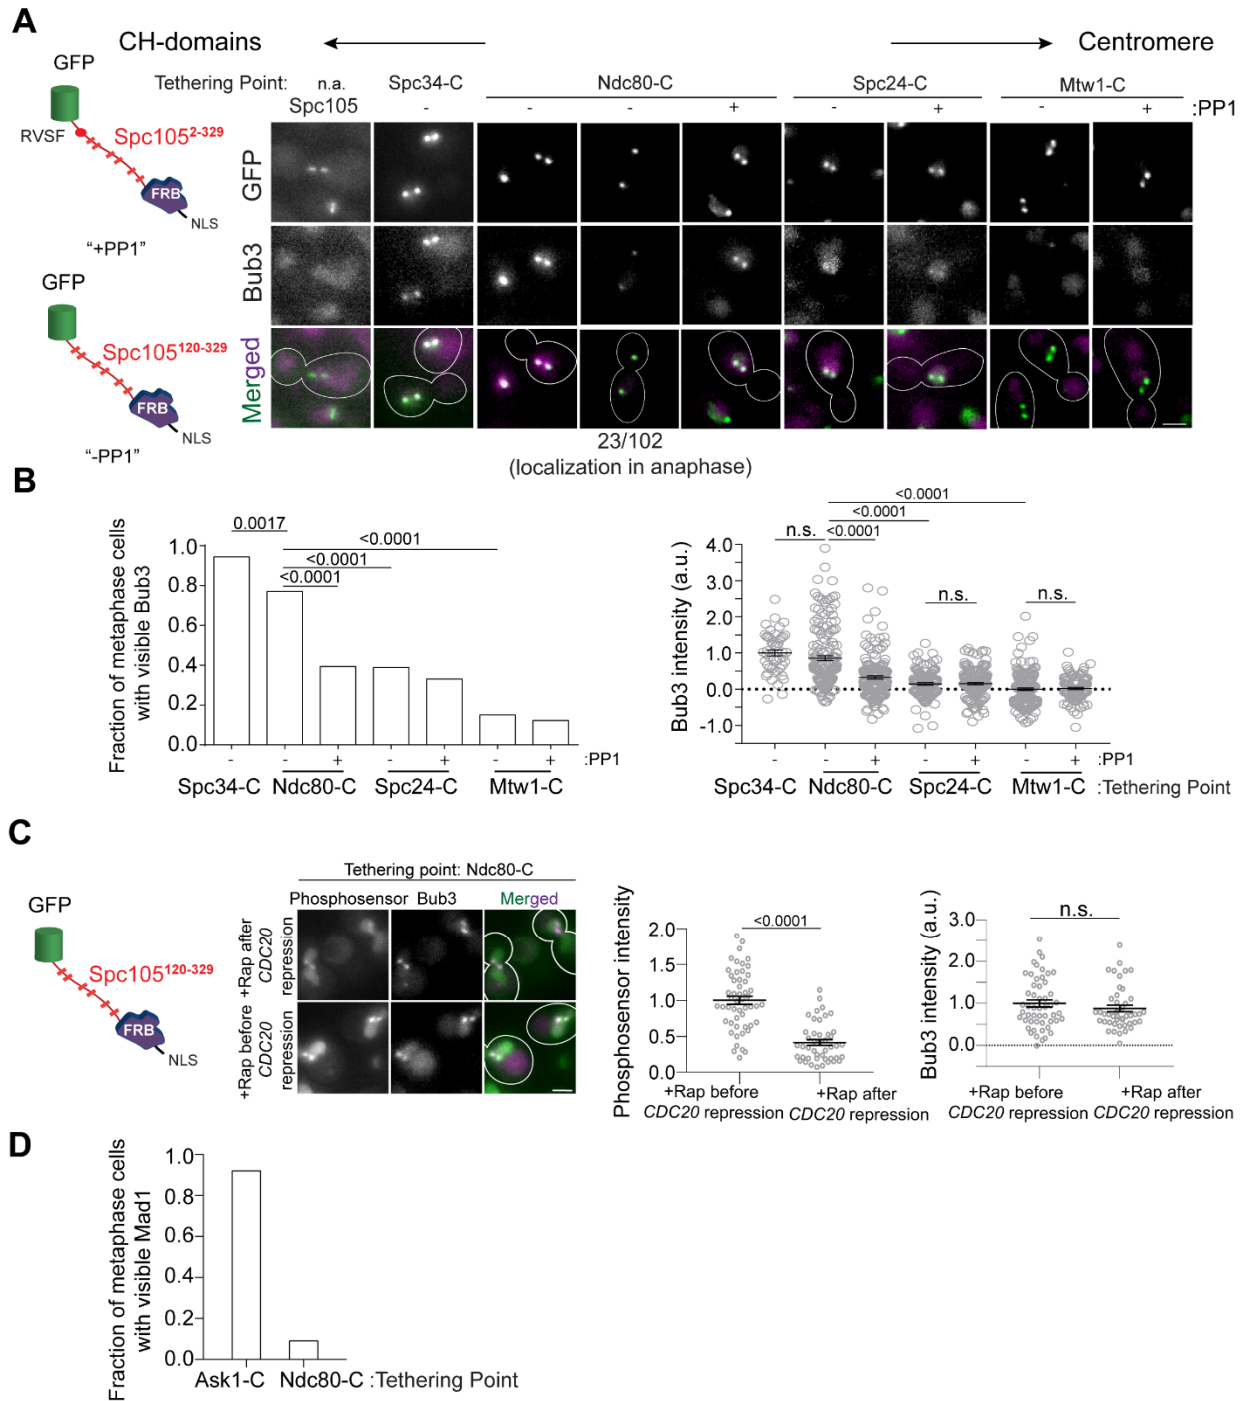 A
CH-domains
Centromere
GFP
RVSF
Spc1052-329
FRB
NLS
“+PP1”
GFP
Spc105120-329
FRB
NLS
“-PP1”
Tethering Point:
n.a.
Spc105
Spc34-C
Ndc80-C
Spc24-C
Mtw1-C
- - - + - + - + :PP1
GFP
Bub3
Merged
23/102
(localization in anaphase)
B
Fraction of metaphase cells
with visible Bub3
0.0017
<0.0001
<0.0001
<0.0001
1.0
0.8
0.6
0.4
0.2
0.0
- - + - + - + :PP1
Spc34-C Ndc80-C Spc24-C Mtw1-C
Bub3 intensity (a.u.)
<0.0001
<0.0001
n.s. <0.0001
n.s.
n.s.
4.0
3.0
2.0
1.0
0.0
-1.0
- - + - + - + :PP1
Spc34-C Ndc80-C Spc24-C Mtw1-C :Tethering Point
C
GFP
Spc105120-329
FRB
NLS
Tethering point: Ndc80-C
Phosphosensor Bub3 Merged
+Rap after
CDC20
repression
+Rap before
CDC20
repression
Phosphosensor intensity
<0.0001
2.0
1.5
1.0
0.5
0.0
+Rap before
CDC20 repression
+Rap after
CDC20 repression
Bub3 intensity (a.u.)
n.s.
3.0
2.0
1.0
0.0
+Rap before
CDC20 repression
+Rap after
CDC20 repression
D
Fraction of metaphase cells
with visible Mad1
1.0
0.8
0.6
0.4
0.2
0.0
Ask1-C Ndc80-C :Tethering Point